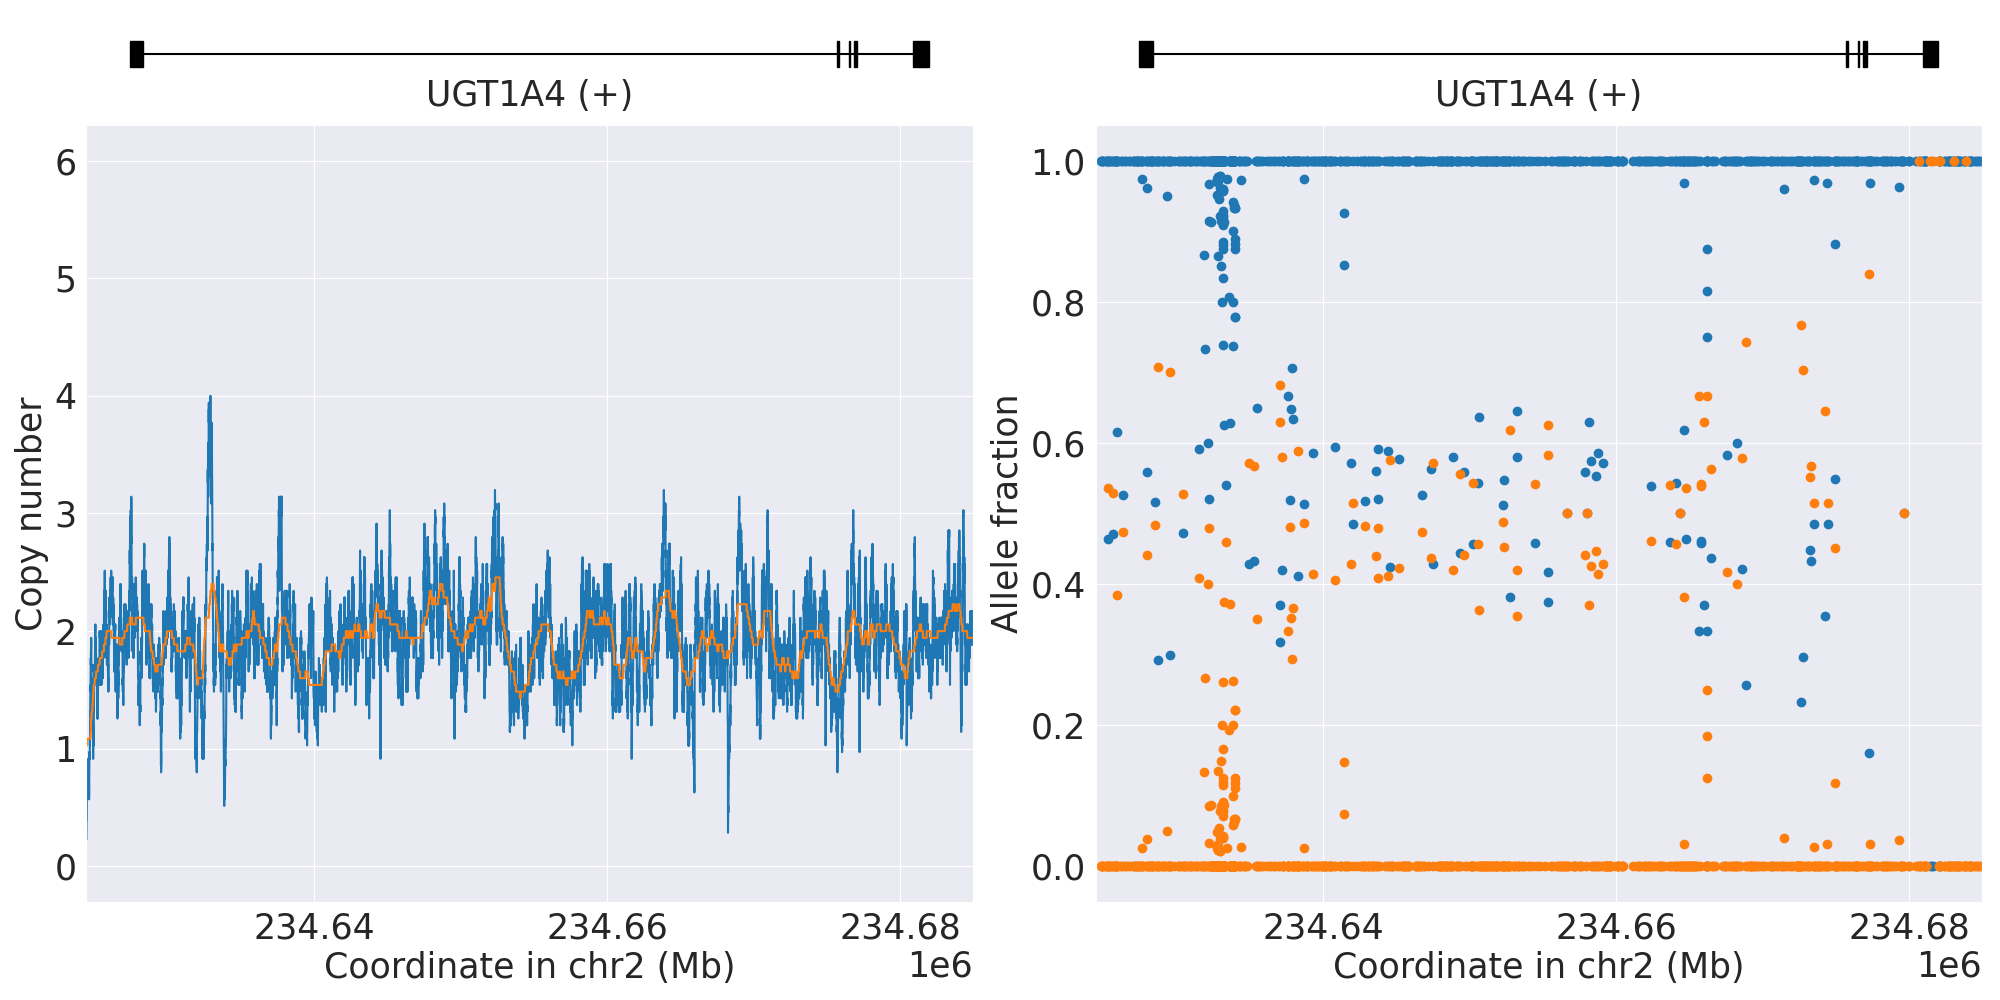 UGT1A4 (+)
6
5
4
3
2
1
0
Copy number
234.64
234.66
234.68
Coordinate in chr2 (Mb)
1e6
UGT1A4 (+)
1.0
0.8
0.6
0.4
0.2
0.0
Allele fraction
234.64
234.66
234.68
Coordinate in chr2 (Mb)
1e6